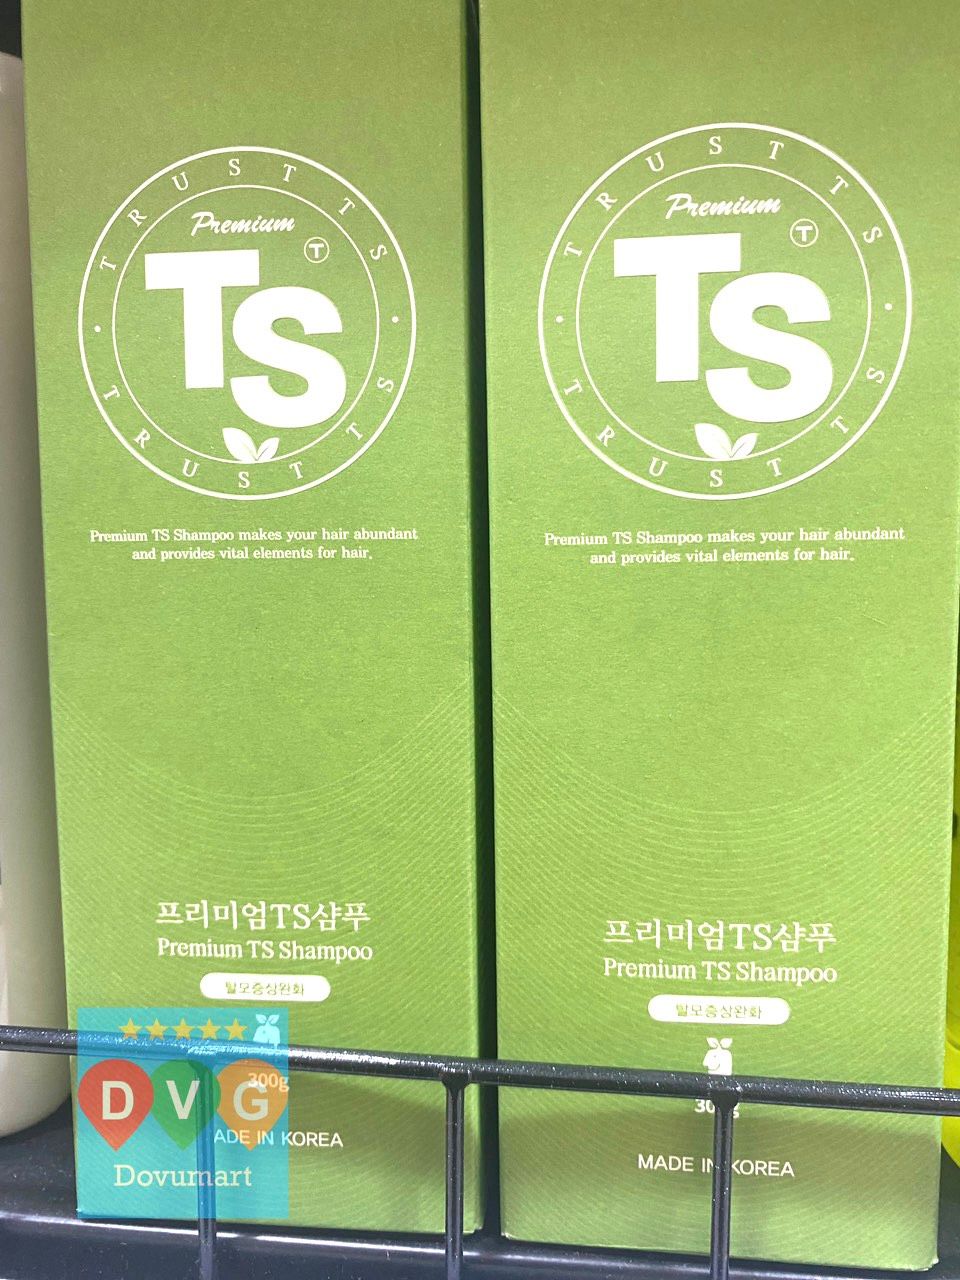 TRUST TS
Premium
TS
T
TRUST TS
Premium TS Shampoo makes your hair abundant
and provides vital elements for hair.
프리미엄TS샴푸
Premium TS Shampoo
탈모증상완화
300g
ADE IN KOREA
TRUST TS
Premium
TS
T
TRUST TS
Premium TS Shampoo makes your hair abundant
and provides vital elements for hair.
프리미엄TS샴푸
Premium TS Shampoo
탈모증상완화
MADE IN KOREA
DVG
Dovumart